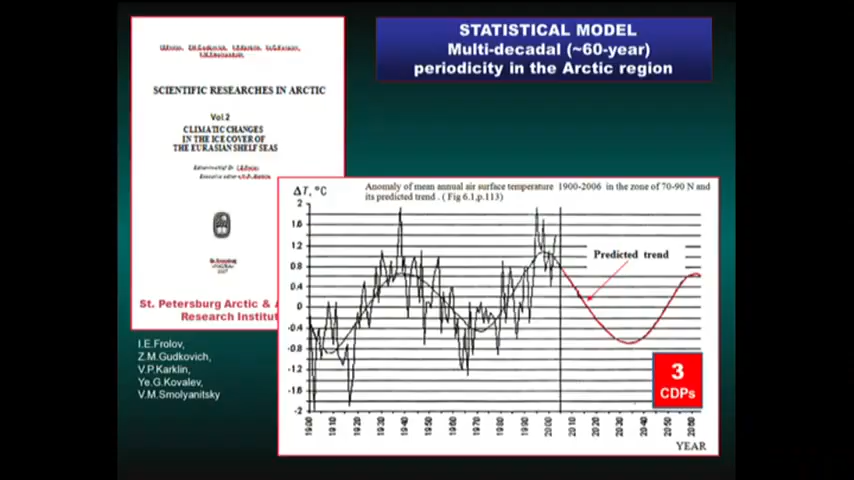 STATISTICAL MODEL
Multi-decadal (~60-year)
periodicity in the Arctic region
SCIENTIFIC RESEARCHES IN ARCTIC
Vol.2
CLIMATIC CHANGES
IN THE ICE COVER OF
THE EURASIAN SHELF SEAS
St. Petersburg Arctic & A
Research Institut
I.E.Frolov,
Z.M.Gudkovich,
V.P.Karklin,
Ye.G.Kovalev,
V.M.Smolyanitsky
ΔT, °C
Anomaly of mean annual air surface temperature 1900-2006 in the zone of 70-90 N and
its predicted trend . ( Fig 6.1,p.113)
2
1.6
1.2
0.8
0.4
0
-0.4
-0.8
-1.2
-1.6
-2
Predicted trend
3
CDPs
1900
1910
1920
1930
1940
1950
1960
1970
1980
1990
2000
2010
2020
2030
2040
2050
2060
YEAR